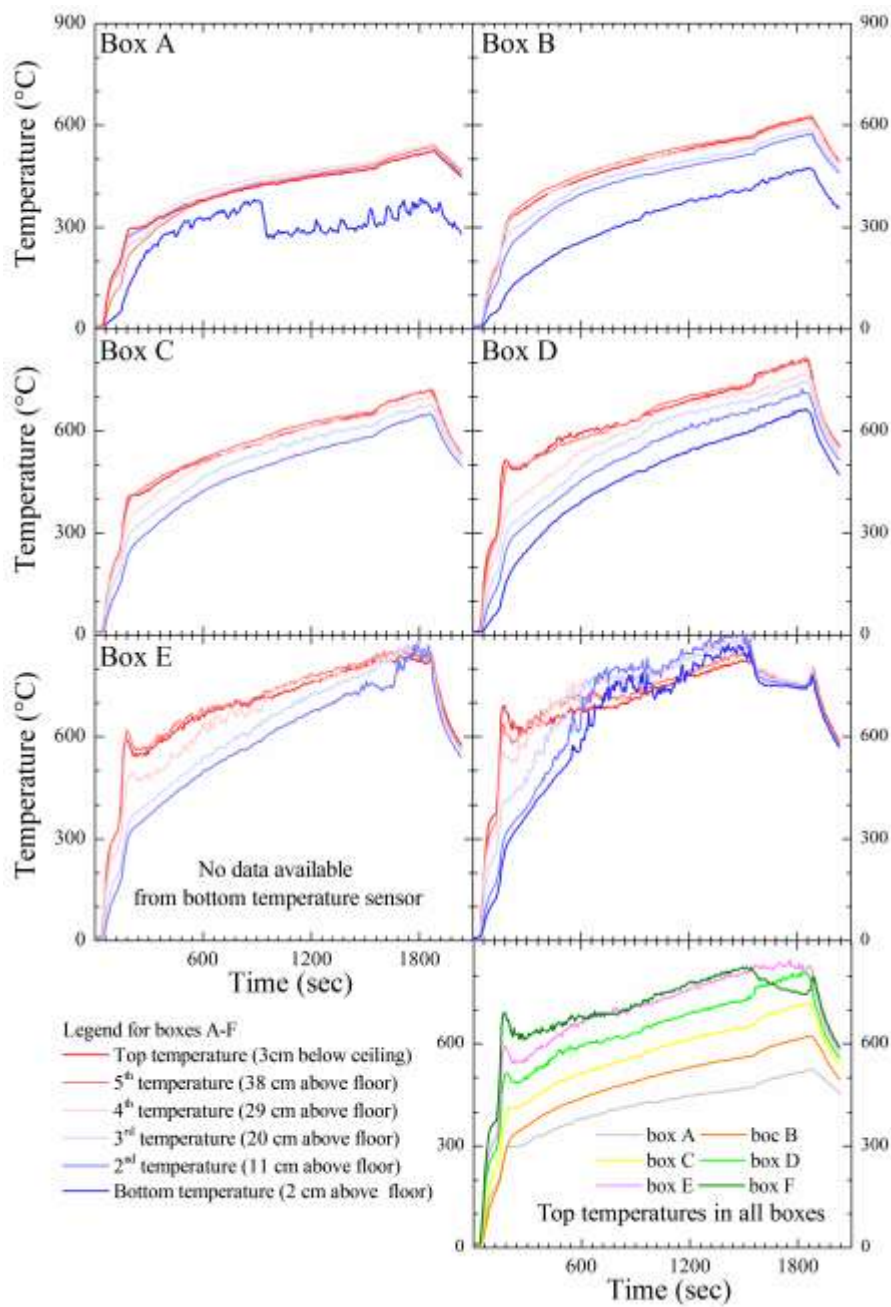 900
Box A
Box B
900
600
600
Temperature (°C)
300
300
0
0
Box C
Box D
600
600
Temperature (°C)
300
300
0
0
Box E
600
600
Temperature (°C)
300
300
No data available
from bottom temperature sensor
0
0
600
1200
1800
Time (sec)
Legend for boxes A-F
Top temperature (3cm below ceiling)
5th temperature (38 cm above floor)
4th temperature (29 cm above floor)
3rd temperature (20 cm above floor)
2nd temperature (11 cm above floor)
Bottom temperature (2 cm above floor)
600
300
box A
boc B
box C
box D
box E
box F
Top temperatures in all boxes
0
600
1200
1800
Time (sec)